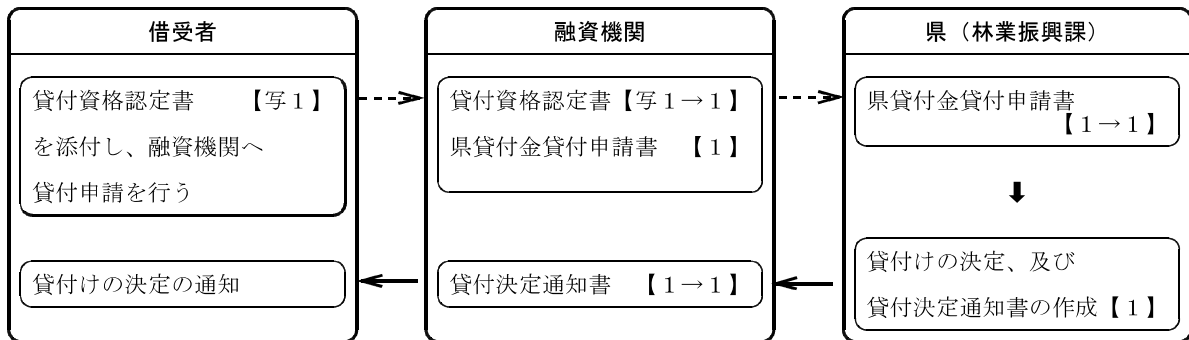 借受者
貸付資格認定書　　【写１】
を添付し、融資機関へ
貸付申請を行う
貸付けの決定の通知
融資機関
貸付資格認定書【写１→１】
県貸付金貸付申請書　【１】
貸付決定通知書　【１→１】
県（林業振興課）
県貸付金貸付申請書
【１→１】
貸付けの決定、及び
貸付決定通知書の作成【１】